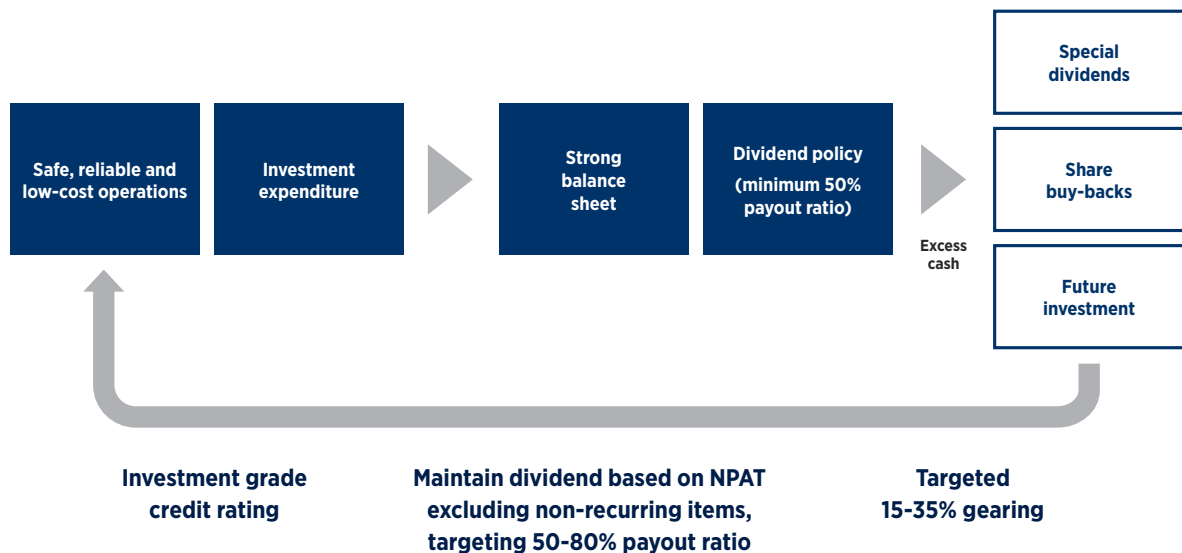 Safe, reliable and
low-cost operations
Investment
expenditure
Strong
balance
sheet
Dividend policy
(minimum 50%
payout ratio)
Excess
cash
Special
dividends
Share
buy-backs
Future
investment
Investment grade
credit rating
Maintain dividend based on NPAT
excluding non-recurring items,
targeting 50-80% payout ratio
Targeted
15-35% gearing